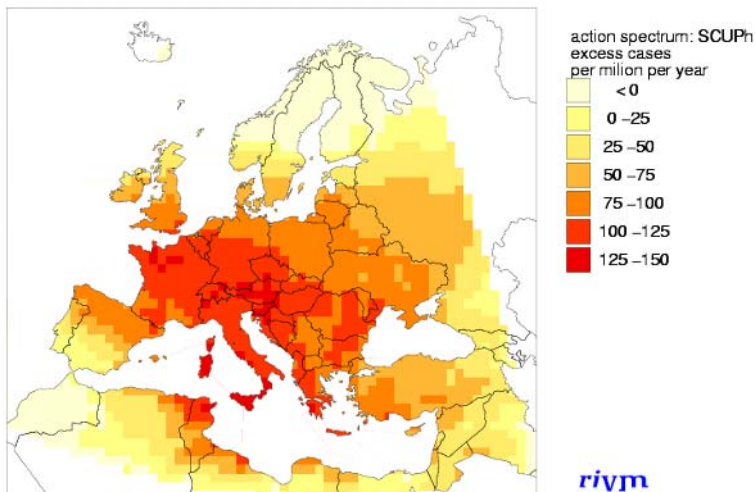 action spectrum: SCUPh
excess cases
per milion per year
< 0
0 –25
25 –50
50 –75
75 –100
100 –125
125 –150
rivm